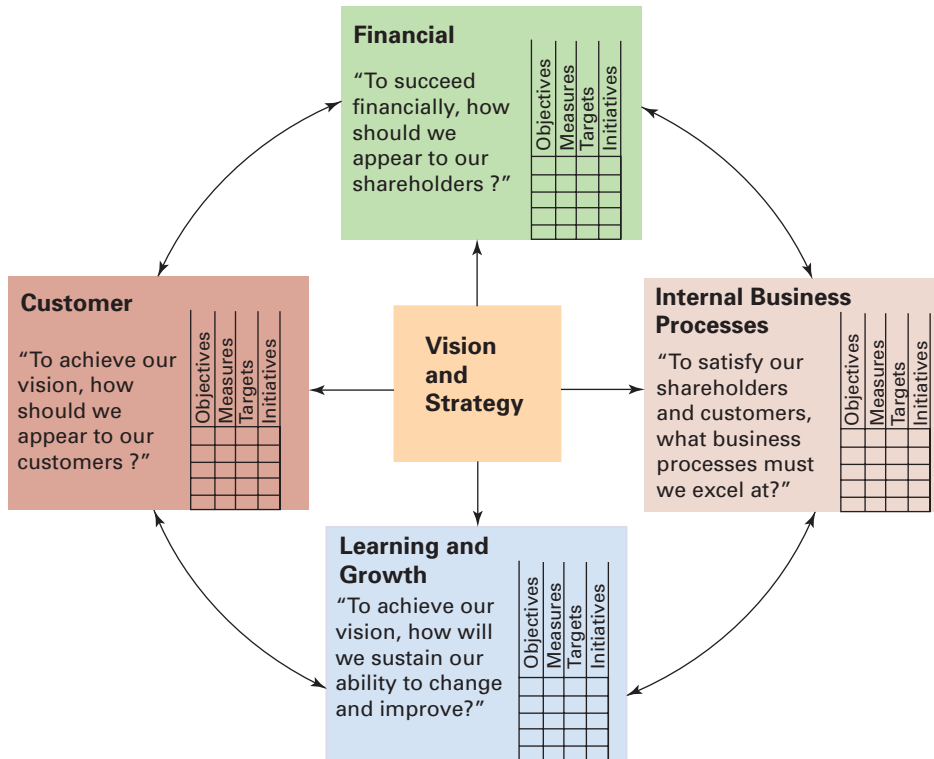 Financial
“To succeed
financially, how
should we
appear to our
shareholders ?”
Objectives
Measures
Targets
Initiatives
Customer
“To achieve our
vision, how
should we
appear to our
customers ?”
Objectives
Measures
Targets
Initiatives
Vision
and
Strategy
Internal Business
Processes
“To satisfy our
shareholders
and customers,
what business
processes must
we excel at?”
Objectives
Measures
Targets
Initiatives
Learning and
Growth
“To achieve our
vision, how will
we sustain our
ability to change
and improve?”
Objectives
Measures
Targets
Initiatives